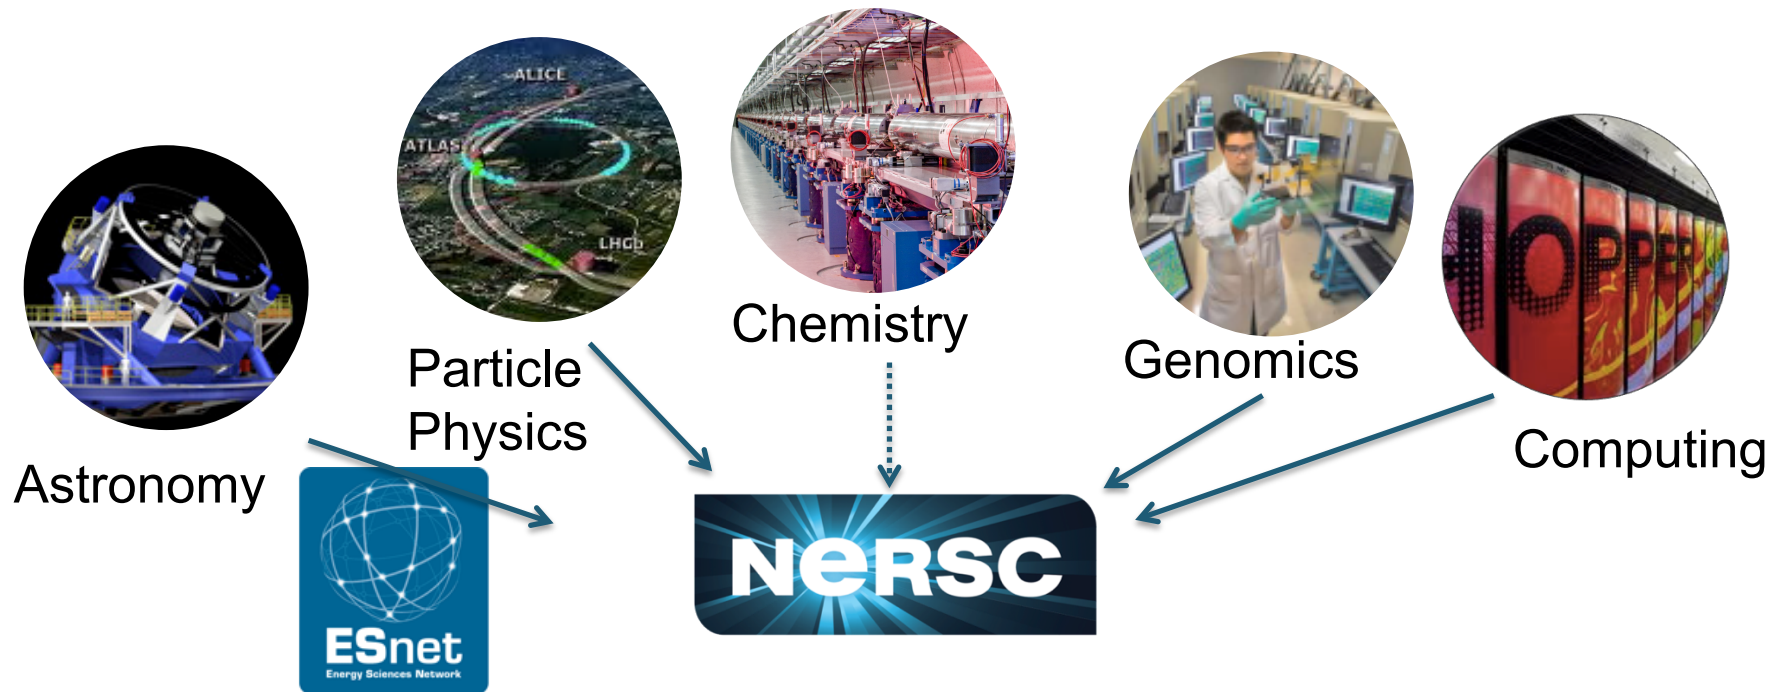 ALICE
ATLAS
LHCb
Astronomy
Particle
Physics
Chemistry
Genomics
HOPPER
Computing
ESnet
Energy Sciences Network
NERSC